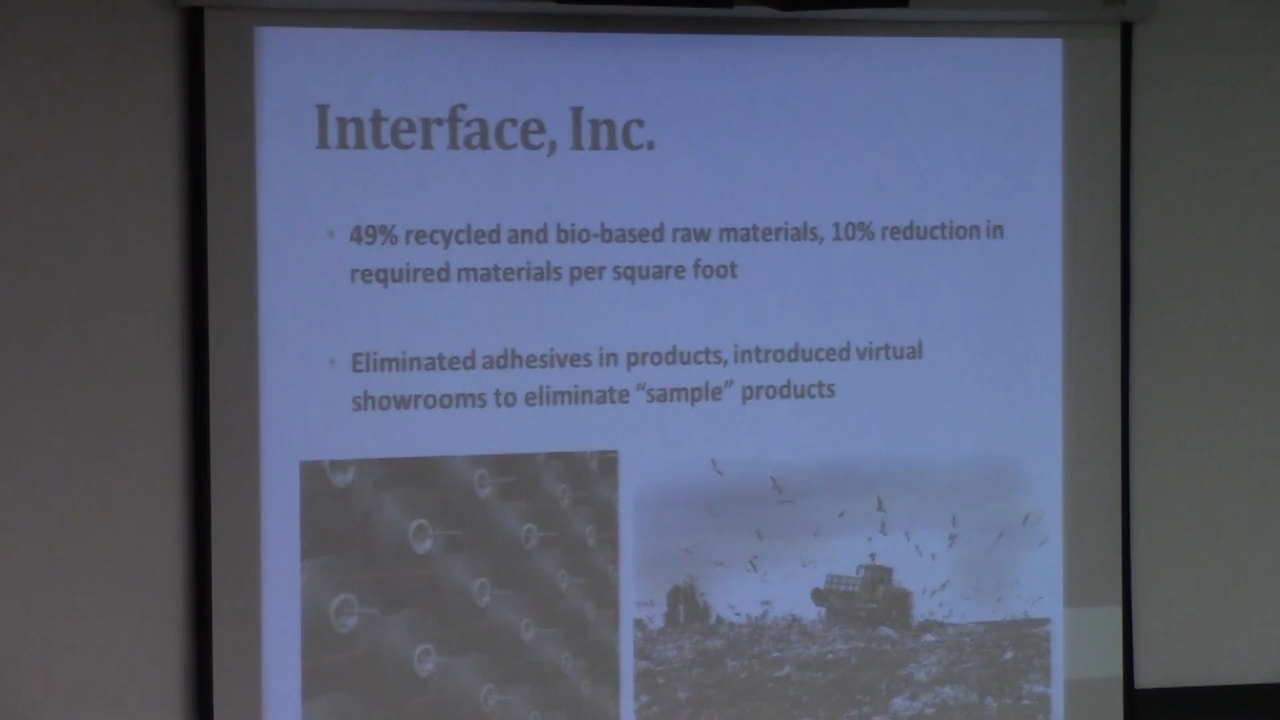 Interface, Inc.
• 49% recycled and bio-based raw materials, 10% reduction in
required materials per square foot
• Eliminated adhesives in products, introduced virtual
showrooms to eliminate “sample” products